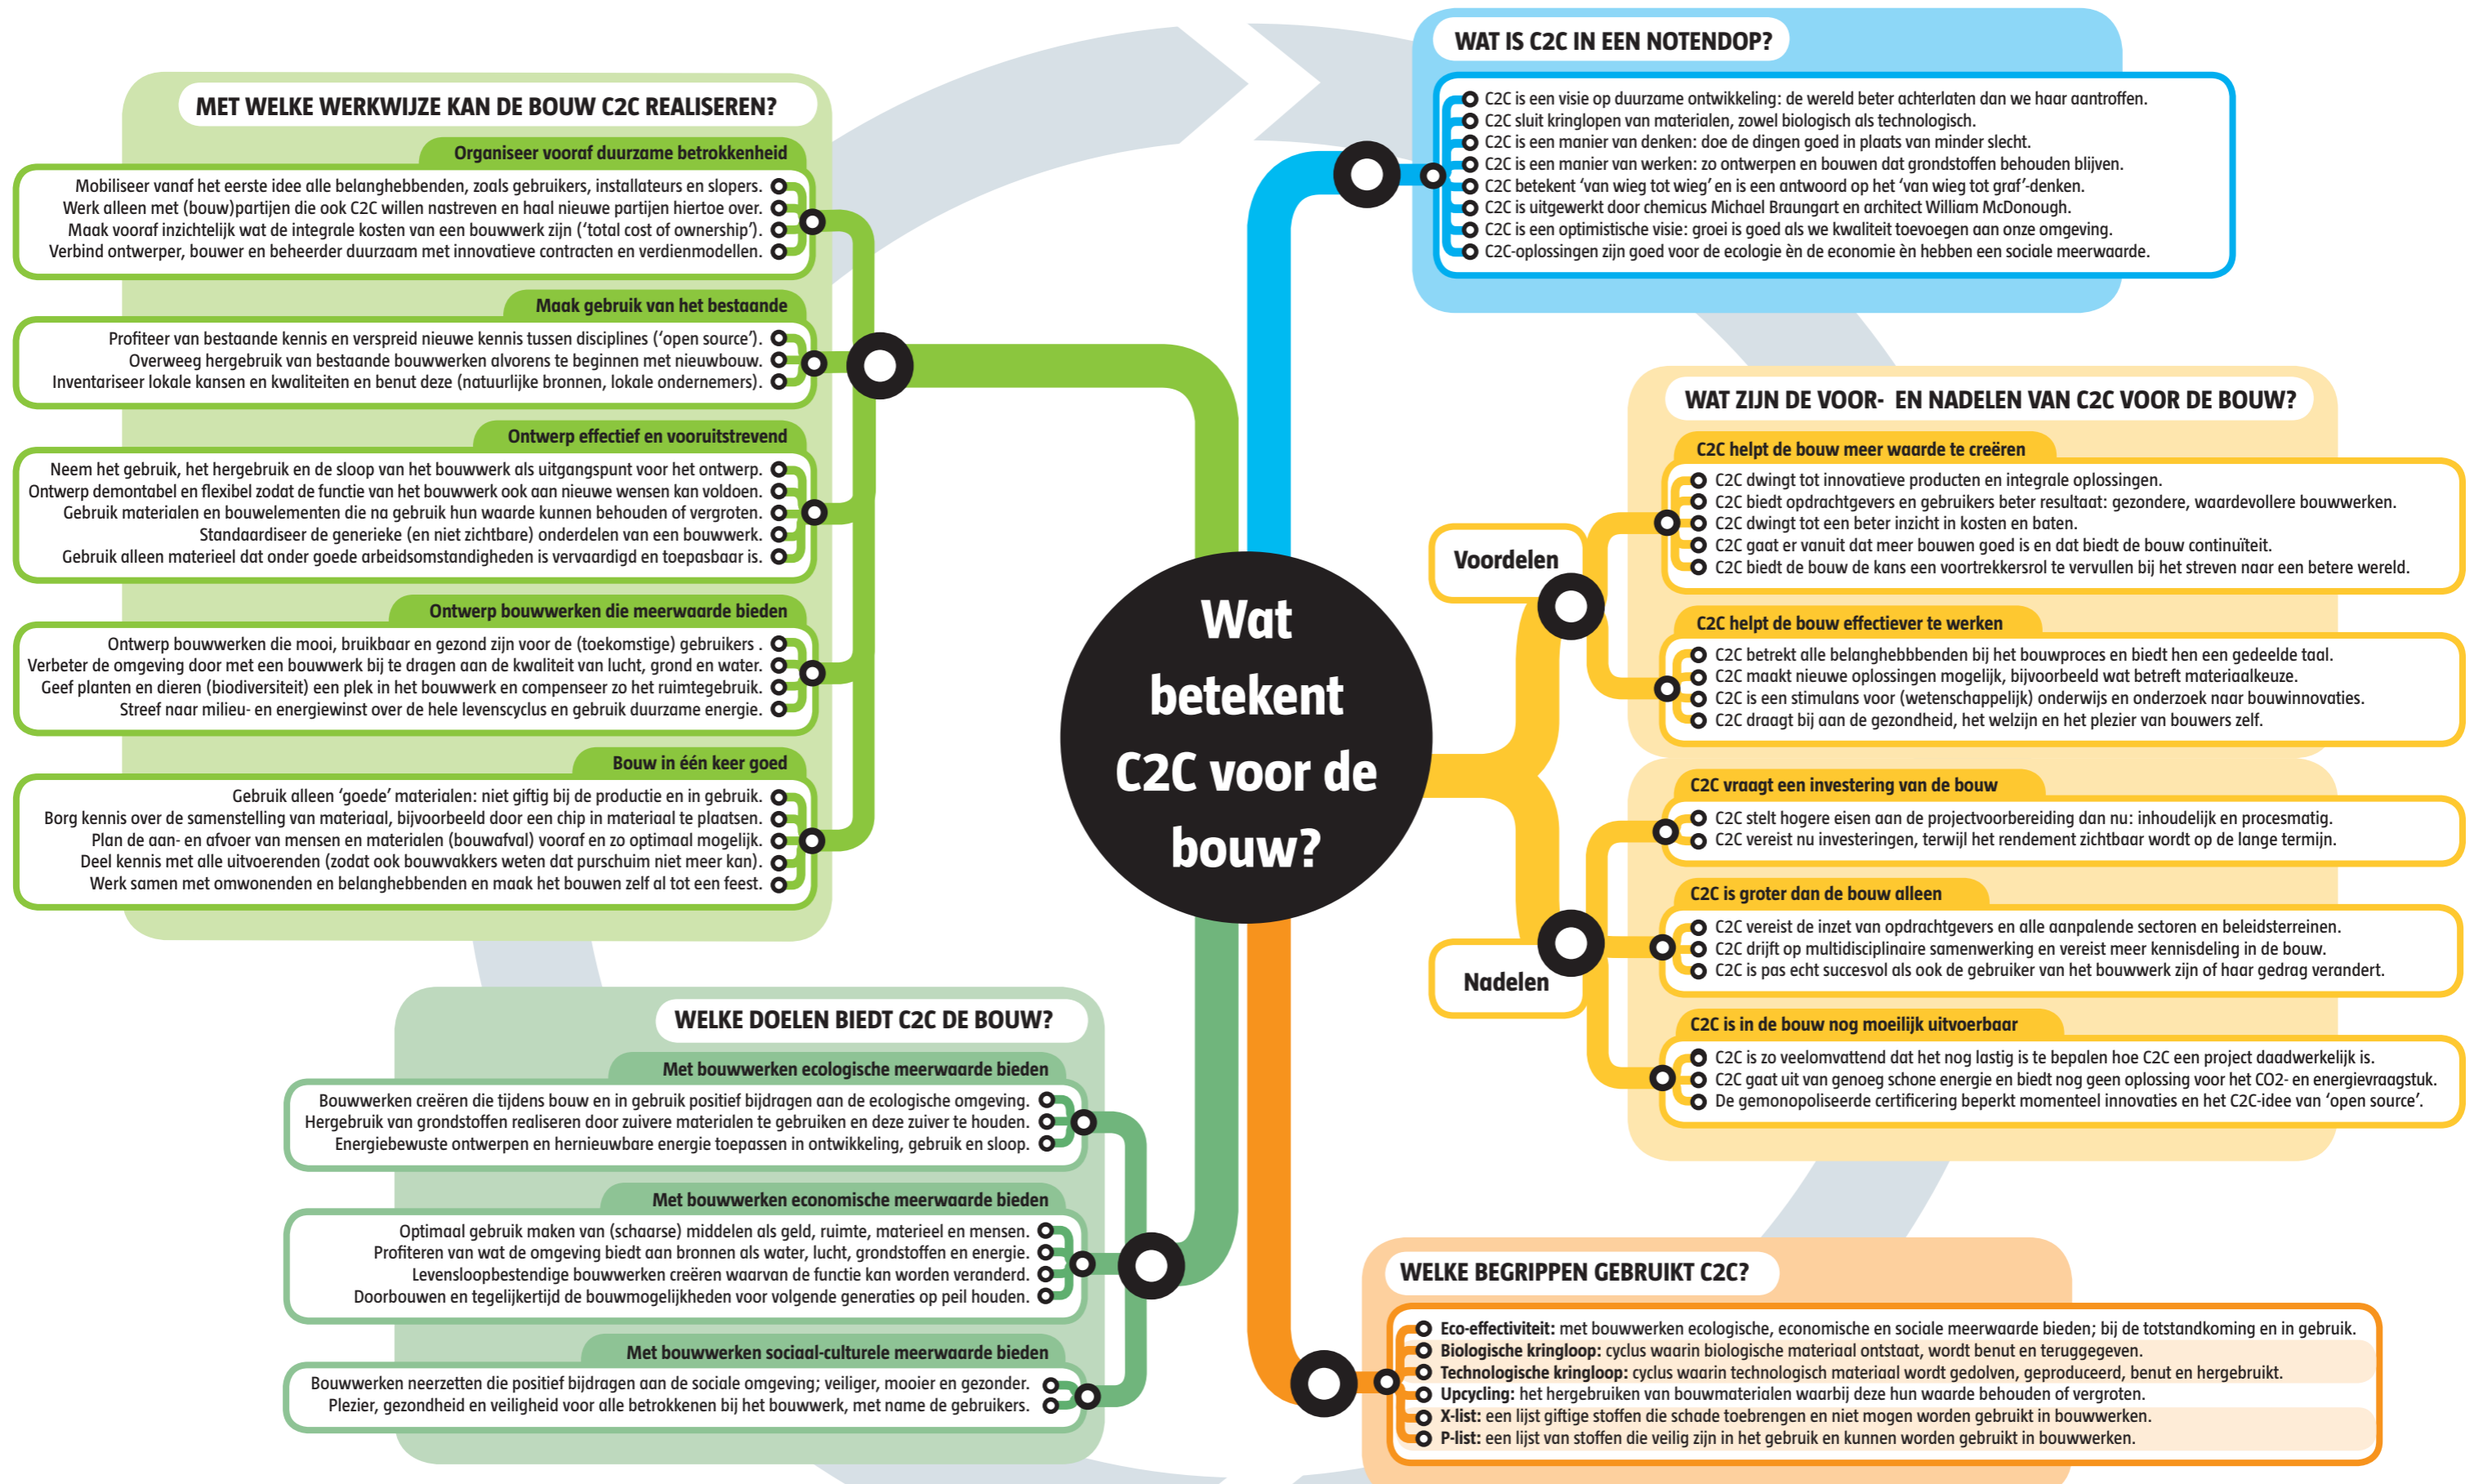 Wat
betekent
C2C voor de
bouw?
WAT IS C2C IN EEN NOTENDOP?
C2C is een visie op duurzame ontwikkeling: de wereld beter achterlaten dan we haar aantroffen.
C2C sluit kringlopen van materialen, zowel biologisch als technologisch.
C2C is een manier van denken: doe de dingen goed in plaats van minder slecht.
C2C is een manier van werken: zo ontwerpen en bouwen dat grondstoffen behouden blijven.
C2C betekent ‘van wieg tot wieg’ en is een antwoord op het ‘van wieg tot graf’-denken.
C2C is uitgewerkt door chemicus Michael Braungart en architect William McDonough.
C2C is een optimistische visie: groei is goed als we kwaliteit toevoegen aan onze omgeving.
C2C-oplossingen zijn goed voor de ecologie èn de economie èn hebben een sociale meerwaarde.
WAT ZIJN DE VOOR- EN NADELEN VAN C2C VOOR DE BOUW?
Voordelen
C2C helpt de bouw meer waarde te creëren
C2C dwingt tot innovatieve producten en integrale oplossingen.
C2C biedt opdrachtgevers en gebruikers beter resultaat: gezondere, waardevollere bouwwerken.
C2C dwingt tot een beter inzicht in kosten en baten.
C2C gaat er vanuit dat meer bouwen goed is en dat biedt de bouw continuïteit.
C2C biedt de bouw de kans een voortrekkersrol te vervullen bij het streven naar een betere wereld.
C2C helpt de bouw effectiever te werken
C2C betrekt alle belanghebbbenden bij het bouwproces en biedt hen een gedeelde taal.
C2C maakt nieuwe oplossingen mogelijk, bijvoorbeeld wat betreft materiaalkeuze.
C2C is een stimulans voor (wetenschappelijk) onderwijs en onderzoek naar bouwinnovaties.
C2C draagt bij aan de gezondheid, het welzijn en het plezier van bouwers zelf.
Nadelen
C2C vraagt een investering van de bouw
C2C stelt hogere eisen aan de projectvoorbereiding dan nu: inhoudelijk en procesmatig.
C2C vereist nu investeringen, terwijl het rendement zichtbaar wordt op de lange termijn.
C2C is groter dan de bouw alleen
C2C vereist de inzet van opdrachtgevers en alle aanpalende sectoren en beleidsterreinen.
C2C drijft op multidisciplinaire samenwerking en vereist meer kennisdeling in de bouw.
C2C is pas echt succesvol als ook de gebruiker van het bouwwerk zijn of haar gedrag verandert.
C2C is in de bouw nog moeilijk uitvoerbaar
C2C is zo veelomvattend dat het nog lastig is te bepalen hoe C2C een project daadwerkelijk is.
C2C gaat uit van genoeg schone energie en biedt nog geen oplossing voor het CO2- en energievraagstuk.
De gemonopoliseerde certificering beperkt momenteel innovaties en het C2C-idee van ‘open source’.
WELKE BEGRIPPEN GEBRUIKT C2C?
Eco-effectiviteit: met bouwwerken ecologische, economische en sociale meerwaarde bieden; bij de totstandkoming en in gebruik.
Biologische kringloop: cyclus waarin biologische materiaal ontstaat, wordt benut en teruggegeven.
Technologische kringloop: cyclus waarin technologisch materiaal wordt gedolven, geproduceerd, benut en hergebruikt.
Upcycling: het hergebruiken van bouwmaterialen waarbij deze hun waarde behouden of vergroten.
X-list: een lijst giftige stoffen die schade toebrengen en niet mogen worden gebruikt in bouwwerken.
P-list: een lijst van stoffen die veilig zijn in het gebruik en kunnen worden gebruikt in bouwwerken.
WELKE DOELEN BIEDT C2C DE BOUW?
Met bouwwerken ecologische meerwaarde bieden
Bouwwerken creëren die tijdens bouw en in gebruik positief bijdragen aan de ecologische omgeving.
Hergebruik van grondstoffen realiseren door zuivere materialen te gebruiken en deze zuiver te houden.
Energiebewuste ontwerpen en hernieuwbare energie toepassen in ontwikkeling, gebruik en sloop.
Met bouwwerken economische meerwaarde bieden
Optimaal gebruik maken van (schaarse) middelen als geld, ruimte, materieel en mensen.
Profiteren van wat de omgeving biedt aan bronnen als water, lucht, grondstoffen en energie.
Levensloopbestendige bouwwerken creëren waarvan de functie kan worden veranderd.
Doorbouwen en tegelijkertijd de bouwmogelijkheden voor volgende generaties op peil houden.
Met bouwwerken sociaal-culturele meerwaarde bieden
Bouwwerken neerzetten die positief bijdragen aan de sociale omgeving; veiliger, mooier en gezonder.
Plezier, gezondheid en veiligheid voor alle betrokkenen bij het bouwwerk, met name de gebruikers.
MET WELKE WERKWIJZE KAN DE BOUW C2C REALISEREN?
Organiseer vooraf duurzame betrokkenheid
Mobiliseer vanaf het eerste idee alle belanghebbenden, zoals gebruikers, installateurs en slopers.
Werk alleen met (bouw)partijen die ook C2C willen nastreven en haal nieuwe partijen hiertoe over.
Maak vooraf inzichtelijk wat de integrale kosten van een bouwwerk zijn (‘total cost of ownership’).
Verbind ontwerper, bouwer en beheerder duurzaam met innovatieve contracten en verdienmodellen.
Maak gebruik van het bestaande
Profiteer van bestaande kennis en verspreid nieuwe kennis tussen disciplines (‘open source’).
Overweeg hergebruik van bestaande bouwwerken alvorens te beginnen met nieuwbouw.
Inventariseer lokale kansen en kwaliteiten en benut deze (natuurlijke bronnen, lokale ondernemers).
Ontwerp effectief en vooruitstrevend
Neem het gebruik, het hergebruik en de sloop van het bouwwerk als uitgangspunt voor het ontwerp.
Ontwerp demontabel en flexibel zodat de functie van het bouwwerk ook aan nieuwe wensen kan voldoen.
Gebruik materialen en bouwelementen die na gebruik hun waarde kunnen behouden of vergroten.
Standaardiseer de generieke (en niet zichtbare) onderdelen van een bouwwerk.
Gebruik alleen materieel dat onder goede arbeidsomstandigheden is vervaardigd en toepasbaar is.
Ontwerp bouwwerken die meerwaarde bieden
Ontwerp bouwwerken die mooi, bruikbaar en gezond zijn voor de (toekomstige) gebruikers .
Verbeter de omgeving door met een bouwwerk bij te dragen aan de kwaliteit van lucht, grond en water.
Geef planten en dieren (biodiversiteit) een plek in het bouwwerk en compenseer zo het ruimtegebruik.
Streef naar milieu- en energiewinst over de hele levenscyclus en gebruik duurzame energie.
Bouw in één keer goed
Gebruik alleen ‘goede’ materialen: niet giftig bij de productie en in gebruik.
Borg kennis over de samenstelling van materiaal, bijvoorbeeld door een chip in materiaal te plaatsen.
Plan de aan- en afvoer van mensen en materialen (bouwafval) vooraf en zo optimaal mogelijk.
Deel kennis met alle uitvoerenden (zodat ook bouwvakkers weten dat purschuim niet meer kan).
Werk samen met omwonenden en belanghebbenden en maak het bouwen zelf al tot een feest.